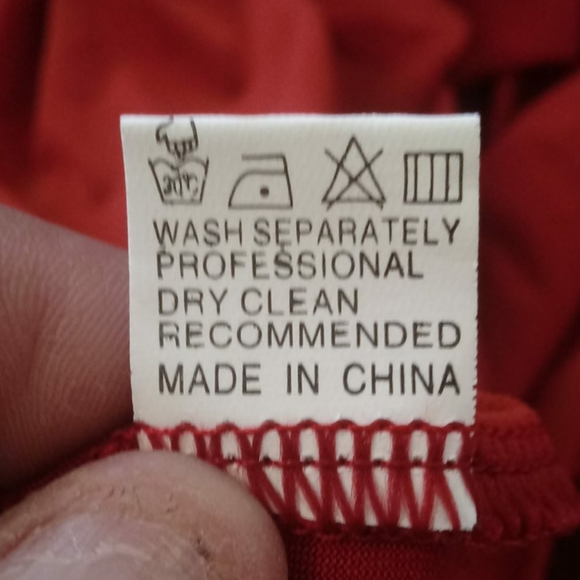 30℃
WASH SEPARATELY
PROFESSIONAL
DRY CLEAN
RECOMMENDED
MADE IN CHINA